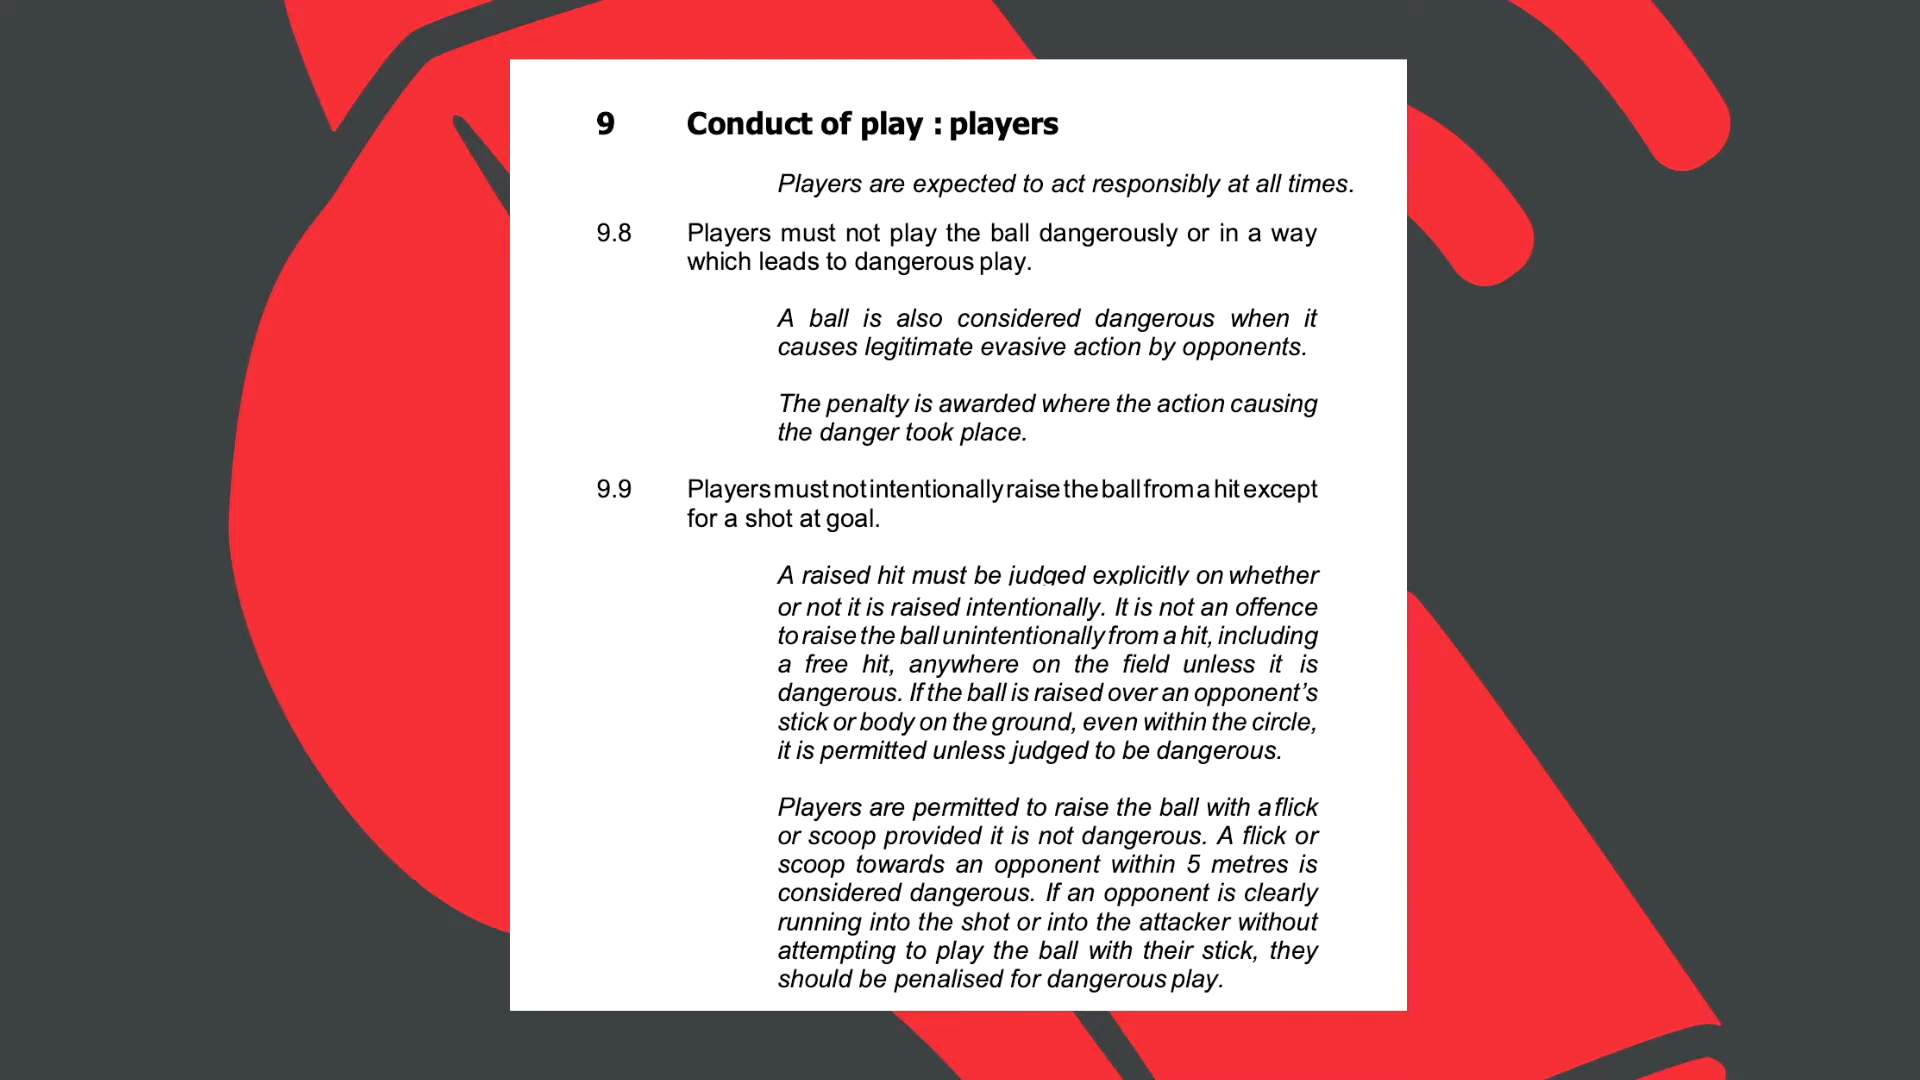 9 Conduct of play : players
Players are expected to act responsibly at all times.
9.8 Players must not play the ball dangerously or in a way
which leads to dangerous play.
A ball is also considered dangerous when it
causes legitimate evasive action by opponents.
The penalty is awarded where the action causing
the danger took place.
9.9 Players must not intentionally raise the ball from a hit except
for a shot at goal.
A raised hit must be judged explicitly on whether
or not it is raised intentionally. It is not an offence
to raise the ball unintentionally from a hit, including
a free hit, anywhere on the field unless it is
dangerous. If the ball is raised over an opponent’s
stick or body on the ground, even within the circle,
it is permitted unless judged to be dangerous.
Players are permitted to raise the ball with a flick
or scoop provided it is not dangerous. A flick or
scoop towards an opponent within 5 metres is
considered dangerous. If an opponent is clearly
running into the shot or into the attacker without
attempting to play the ball with their stick, they
should be penalised for dangerous play.